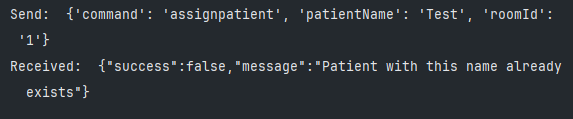 Send:  {'command': 'assignpatient', 'patientName': 'Test', 'roomId':
'1'}
Received:  {"success":false,"message":"Patient with this name already
exists"}